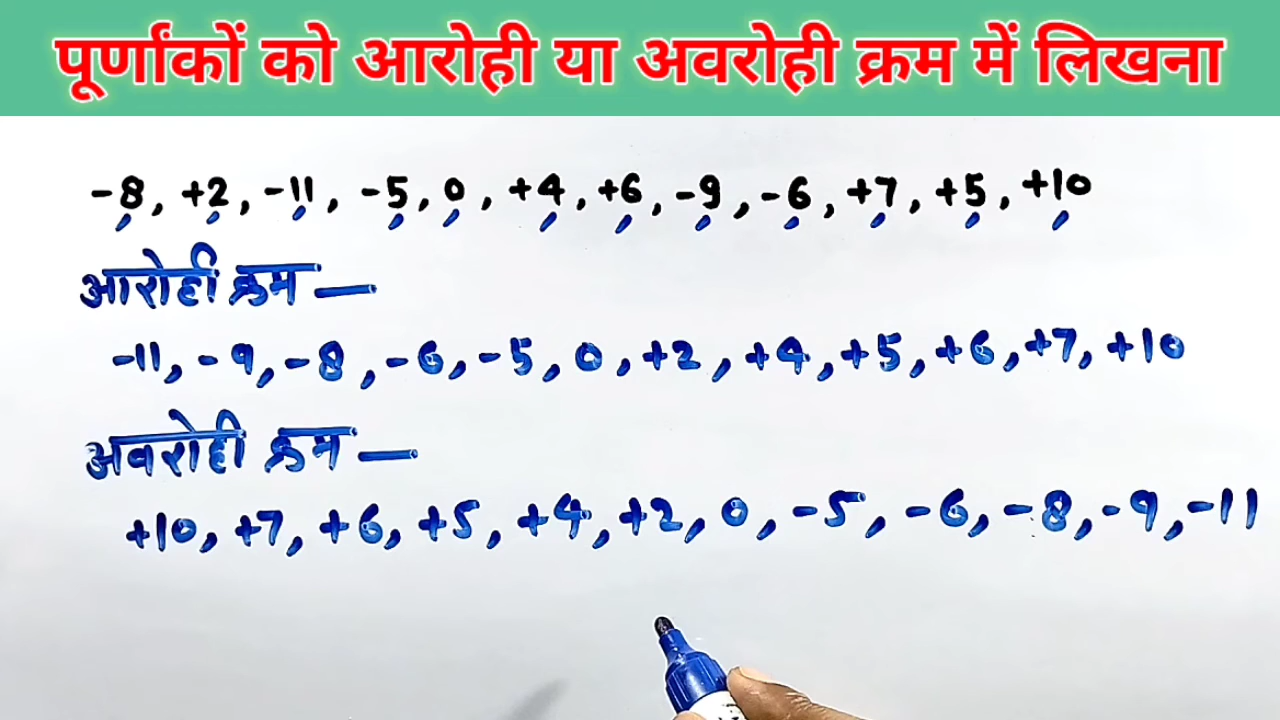 पूर्णांकों को आरोही या अवरोही क्रम में लिखना
-8, +2, -11, -5, 0, +4, +6, -9, -6, +7, +5, +10
आरोही क्रम —
-11, -9, -8, -6, -5, 0, +2, +4, +5, +6, +7, +10
अवरोही क्रम —
+10, +7, +6, +5, +4, +2, 0, -5, -6, -8, -9, -11